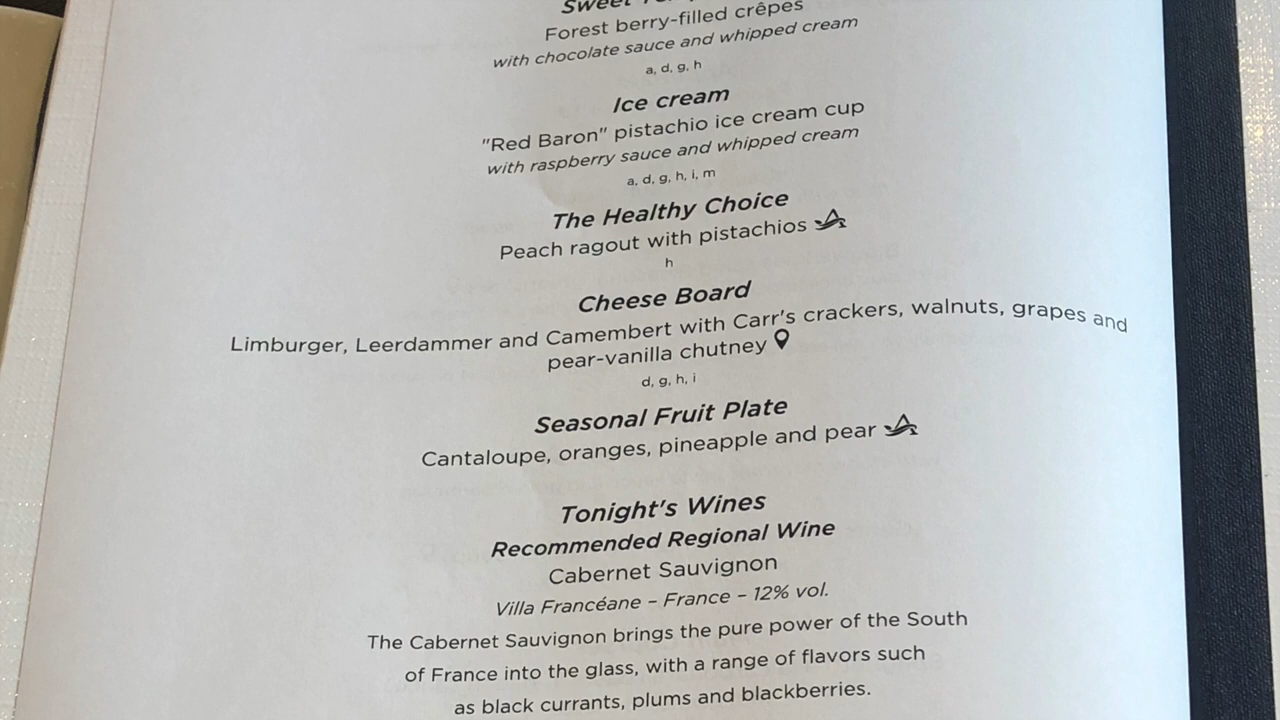 Sweet
Forest berry-filled crêpes
with chocolate sauce and whipped cream
a, d, g, h
Ice cream
"Red Baron" pistachio ice cream cup
with raspberry sauce and whipped cream
a, d, g, h, i, m
The Healthy Choice
Peach ragout with pistachios
h
Cheese Board
Limburger, Leerdammer and Camembert with Carr's crackers, walnuts, grapes and
pear-vanilla chutney
d, g, h, i
Seasonal Fruit Plate
Cantaloupe, oranges, pineapple and pear
Tonight's Wines
Recommended Regional Wine
Cabernet Sauvignon
Villa Francéane – France – 12% vol.
The Cabernet Sauvignon brings the pure power of the South
of France into the glass, with a range of flavors such
as black currants, plums and blackberries.